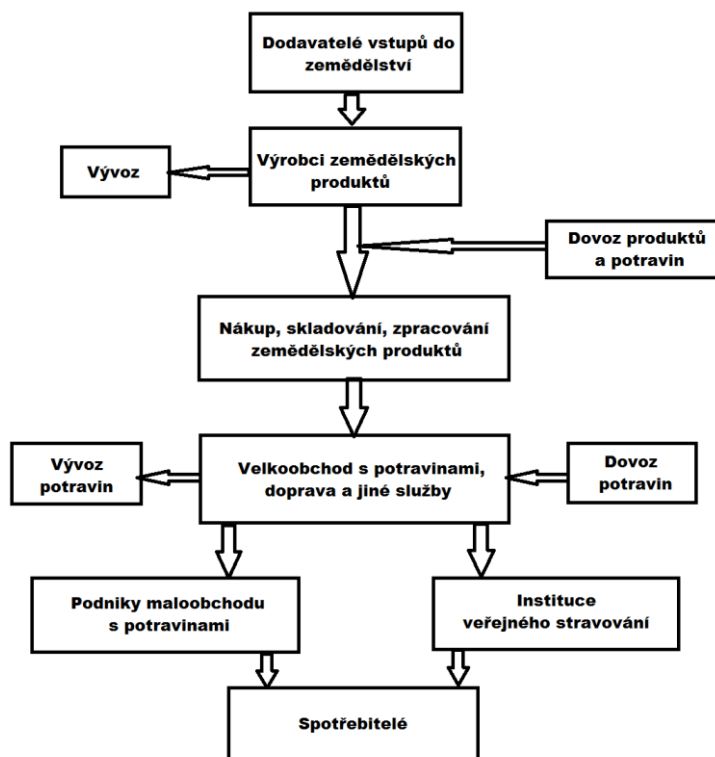 Dodavatelé vstupů do
zemědělství
Vývoz
Výrobci zemědělských
produktů
Dovoz produktů
a potravin
Nákup, skladování, zpracování
zemědělských produktů
Vývoz
potravin
Velkoobchod s potravinami,
doprava a jiné služby
Dovoz
potravin
Podniky maloobchodu
s potravinami
Instituce
veřejného stravování
Spotřebitelé